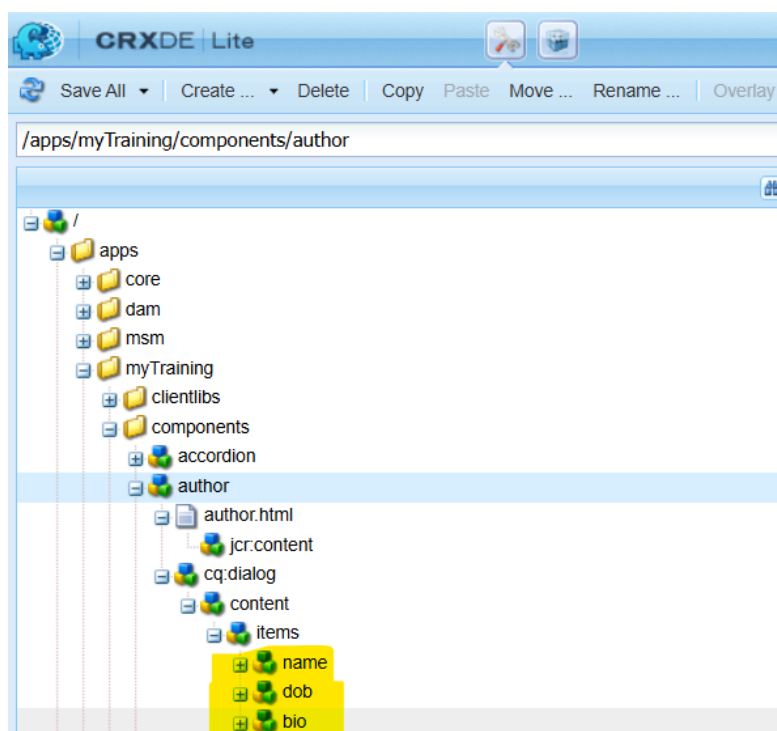 CRXDE Lite
Save All Create ... Delete Copy Paste Move ... Rename ... Overlay
/apps/myTraining/components/author
/
apps
core
dam
msm
myTraining
clientlibs
components
accordion
author
author.html
jcr:content
cq:dialog
content
items
name
dob
bio